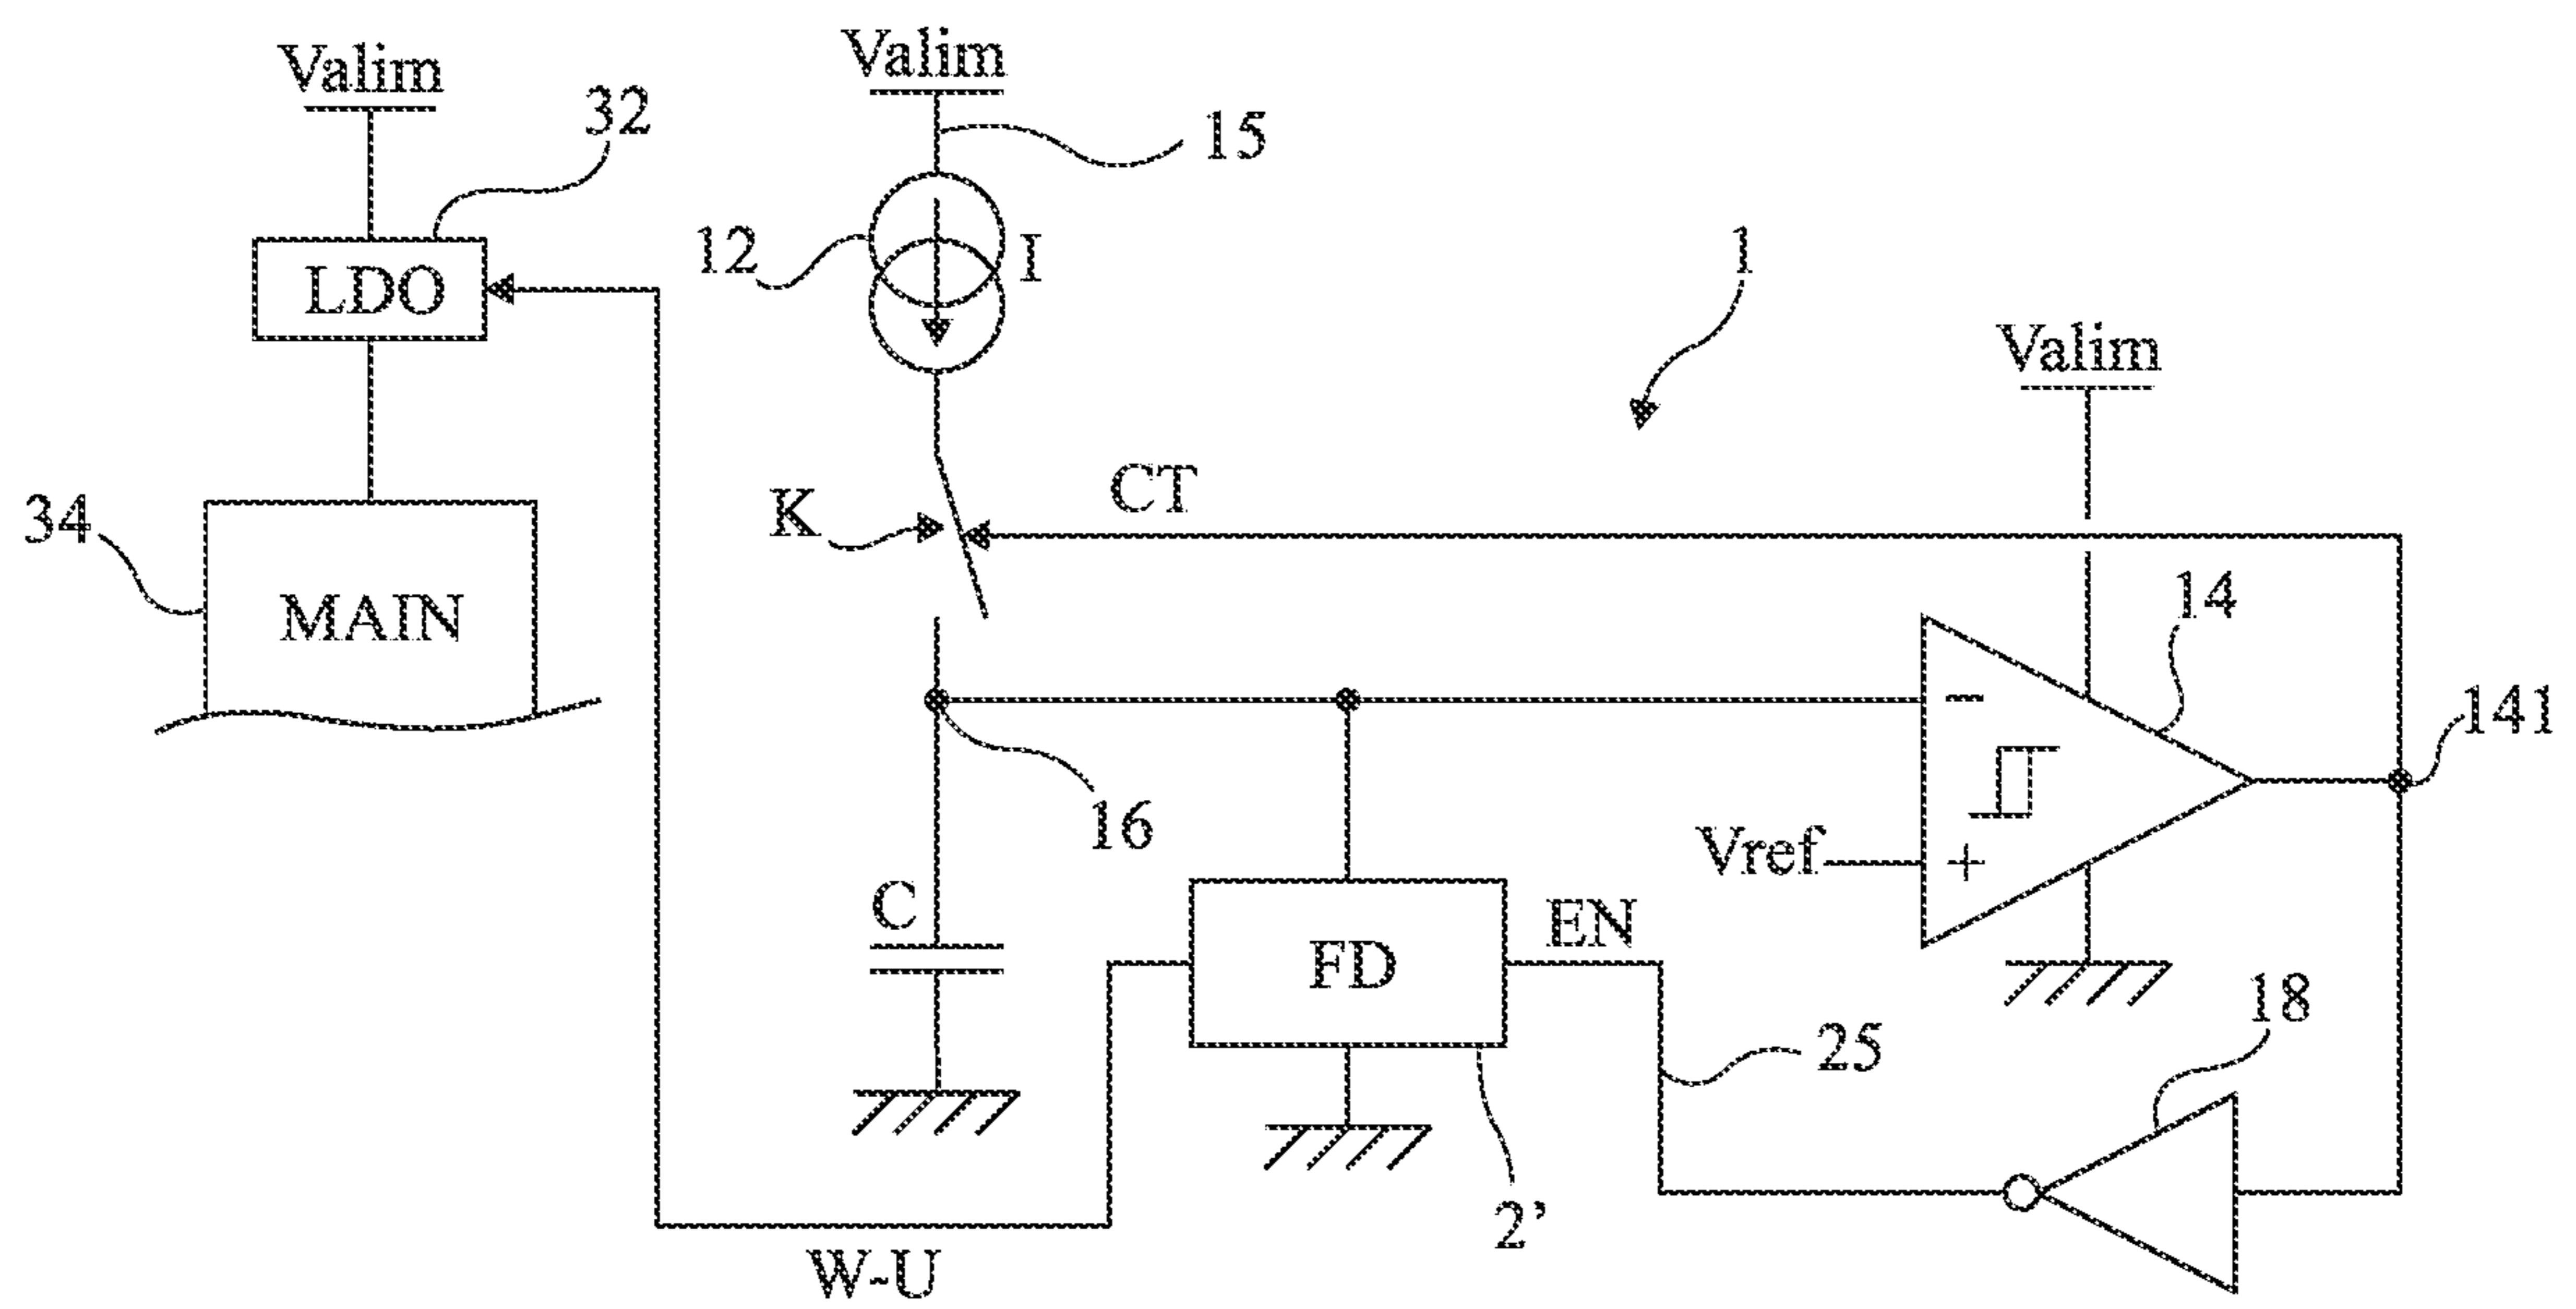 Valim
Valim
32
15
LDO
12
I
1
Valim
34
K
CT
MAIN
14
−
141
16
Vref
+
C
FD
EN
25
18
2’
W-U